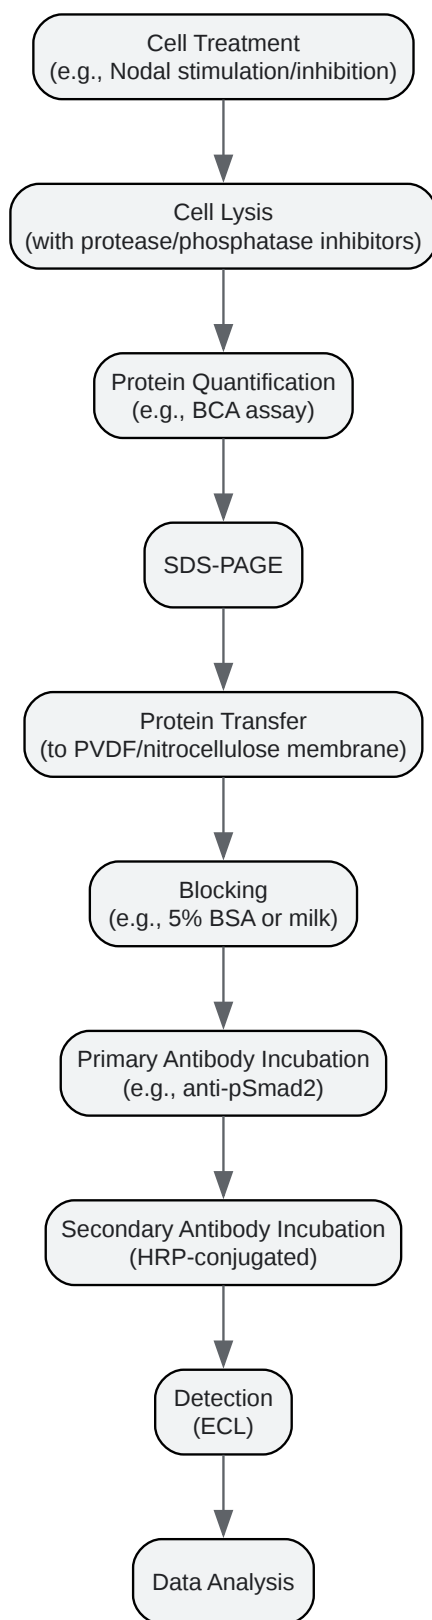 Cell Treatment
(e.g., Nodal stimulation/inhibition)
Cell Lysis
(with protease/phosphatase inhibitors)
Protein Quantification
(e.g., BCA assay)
SDS-PAGE
Protein Transfer
(to PVDF/nitrocellulose membrane)
Blocking
(e.g., 5% BSA or milk)
Primary Antibody Incubation
(e.g., anti-pSmad2)
Secondary Antibody Incubation
(HRP-conjugated)
Detection
(ECL)
Data Analysis